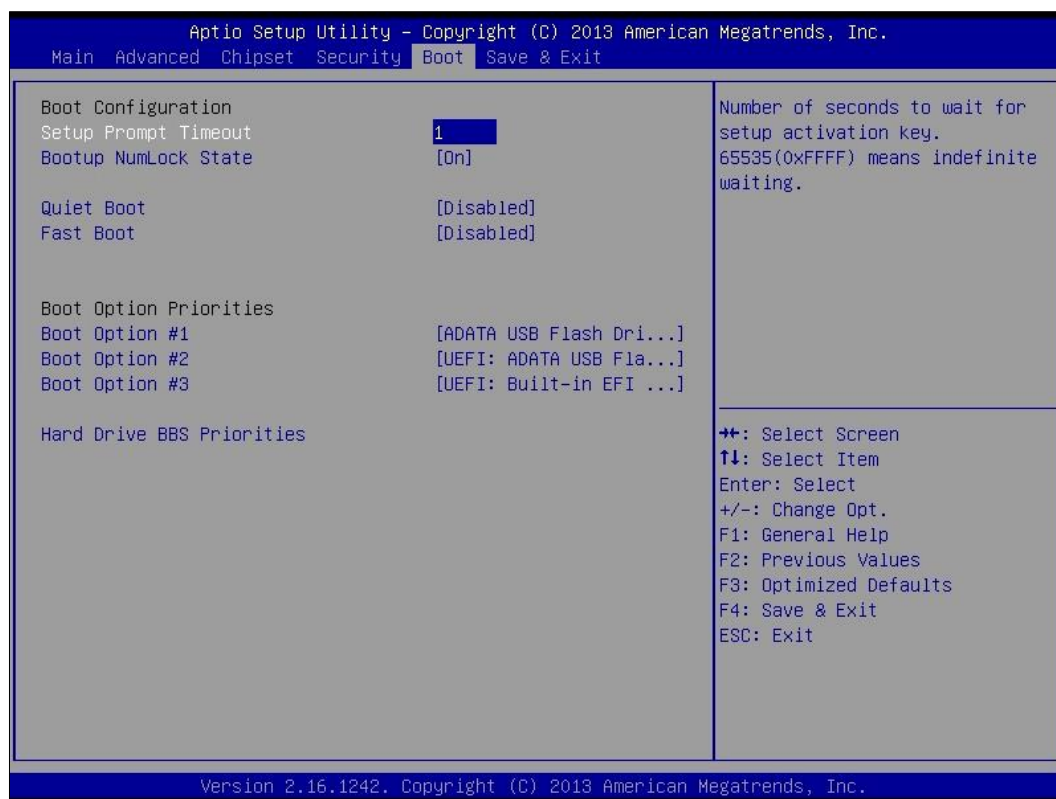 Aptio Setup Utility – Copyright (C) 2013 American Megatrends, Inc.
Main Advanced Chipset Security Boot Save & Exit
Boot Configuration
Setup Prompt Timeout 1
Bootup NumLock State [On]
Quiet Boot [Disabled]
Fast Boot [Disabled]
Boot Option Priorities
Boot Option #1 [ADATA USB Flash Dri...]
Boot Option #2 [UEFI: ADATA USB Fla...]
Boot Option #3 [UEFI: Built-in EFI ...]
Hard Drive BBS Priorities
Number of seconds to wait for
setup activation key.
65535(0xFFFF) means indefinite
waiting.
→←: Select Screen
↑↓: Select Item
Enter: Select
+/-: Change Opt.
F1: General Help
F2: Previous Values
F3: Optimized Defaults
F4: Save & Exit
ESC: Exit
Version 2.16.1242. Copyright (C) 2013 American Megatrends, Inc.